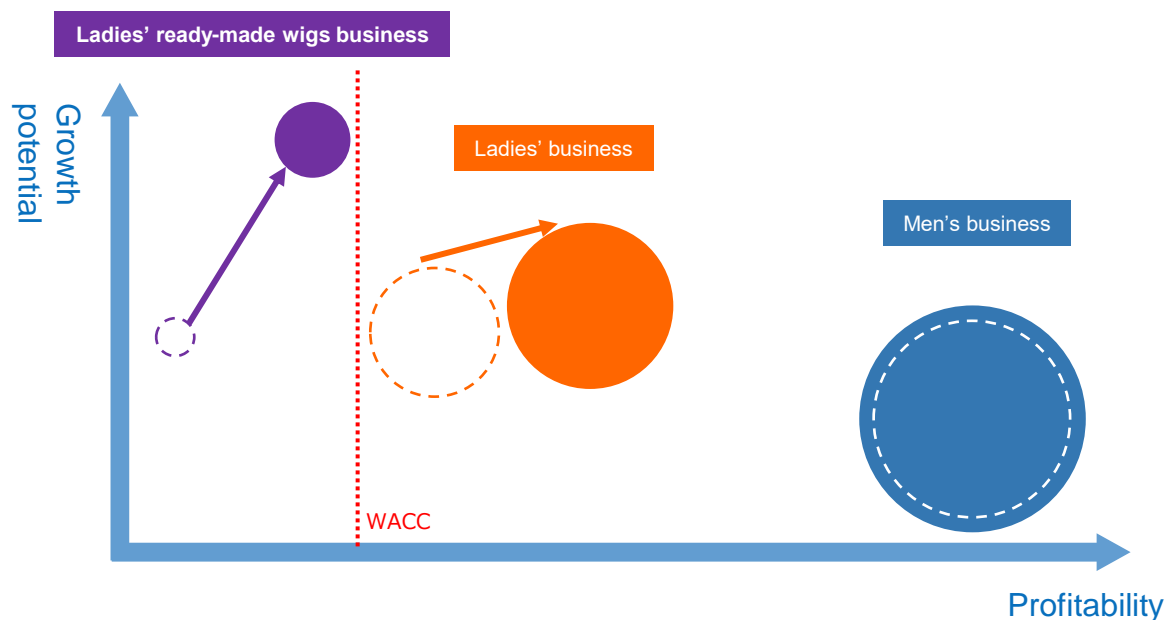 Ladies’ ready-made wigs business
Growth
potential
Ladies’ business
Men’s business
WACC
Profitability